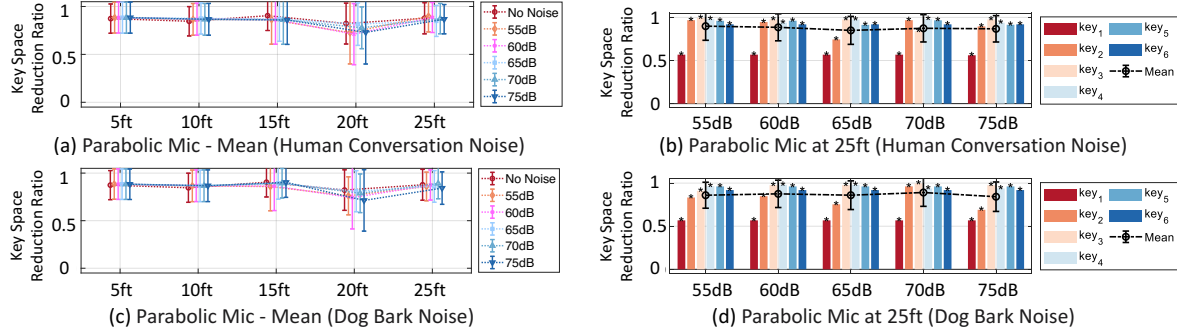 Key Space
Reduction Ratio
1
0.5
0
5ft 10ft 15ft 20ft 25ft
No Noise
55dB
60dB
65dB
70dB
75dB
(a) Parabolic Mic - Mean (Human Conversation Noise)
Key Space
Reduction Ratio
1
0.5
0
55dB 60dB 65dB 70dB 75dB
key1 key5
key2 key6
key3 Mean
key4
(b) Parabolic Mic at 25ft (Human Conversation Noise)
Key Space
Reduction Ratio
1
0.5
0
5ft 10ft 15ft 20ft 25ft
No Noise
55dB
60dB
65dB
70dB
75dB
(c) Parabolic Mic - Mean (Dog Bark Noise)
Key Space
Reduction Ratio
1
0.5
0
55dB 60dB 65dB 70dB 75dB
key1 key5
key2 key6
key3 Mean
key4
(d) Parabolic Mic at 25ft (Dog Bark Noise)